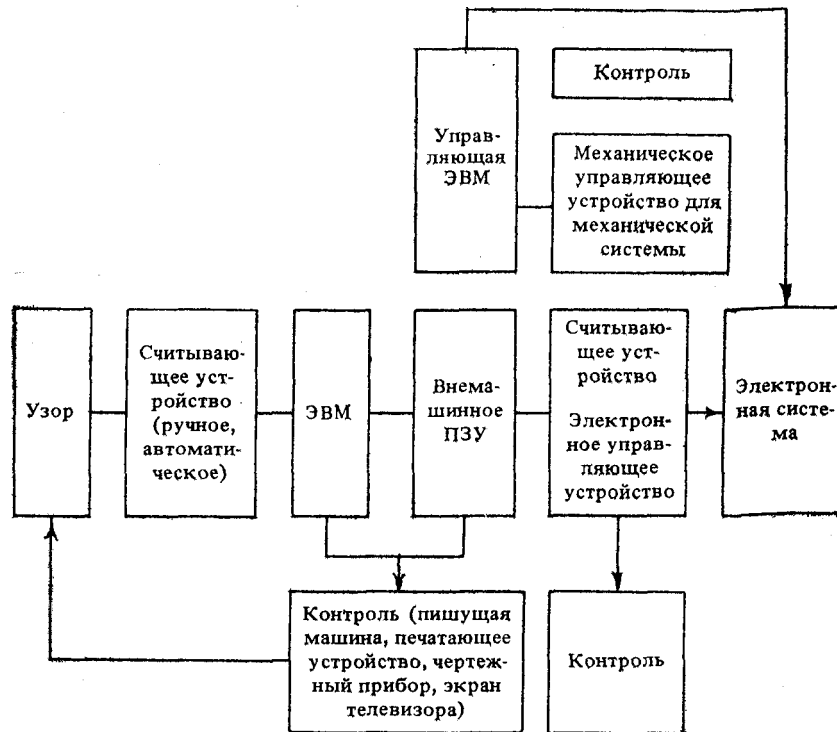 Контроль
Управ-
ляющая
ЭВМ
Механическое
управляющее
устройство для
механической
системы
Узор
Считываю-
щее уст-
ройство
(ручное,
автомати-
ческое)
ЭВМ
Внема-
шинное
ПЗУ
Считываю-
щее уст-
ройство
Электрон-
ное управ-
ляющее
устройство
Электрон-
ная систе-
ма
Контроль (пишущая
машина, печатающее
устройство, чертеж-
ный прибор, экран
телевизора)
Контроль